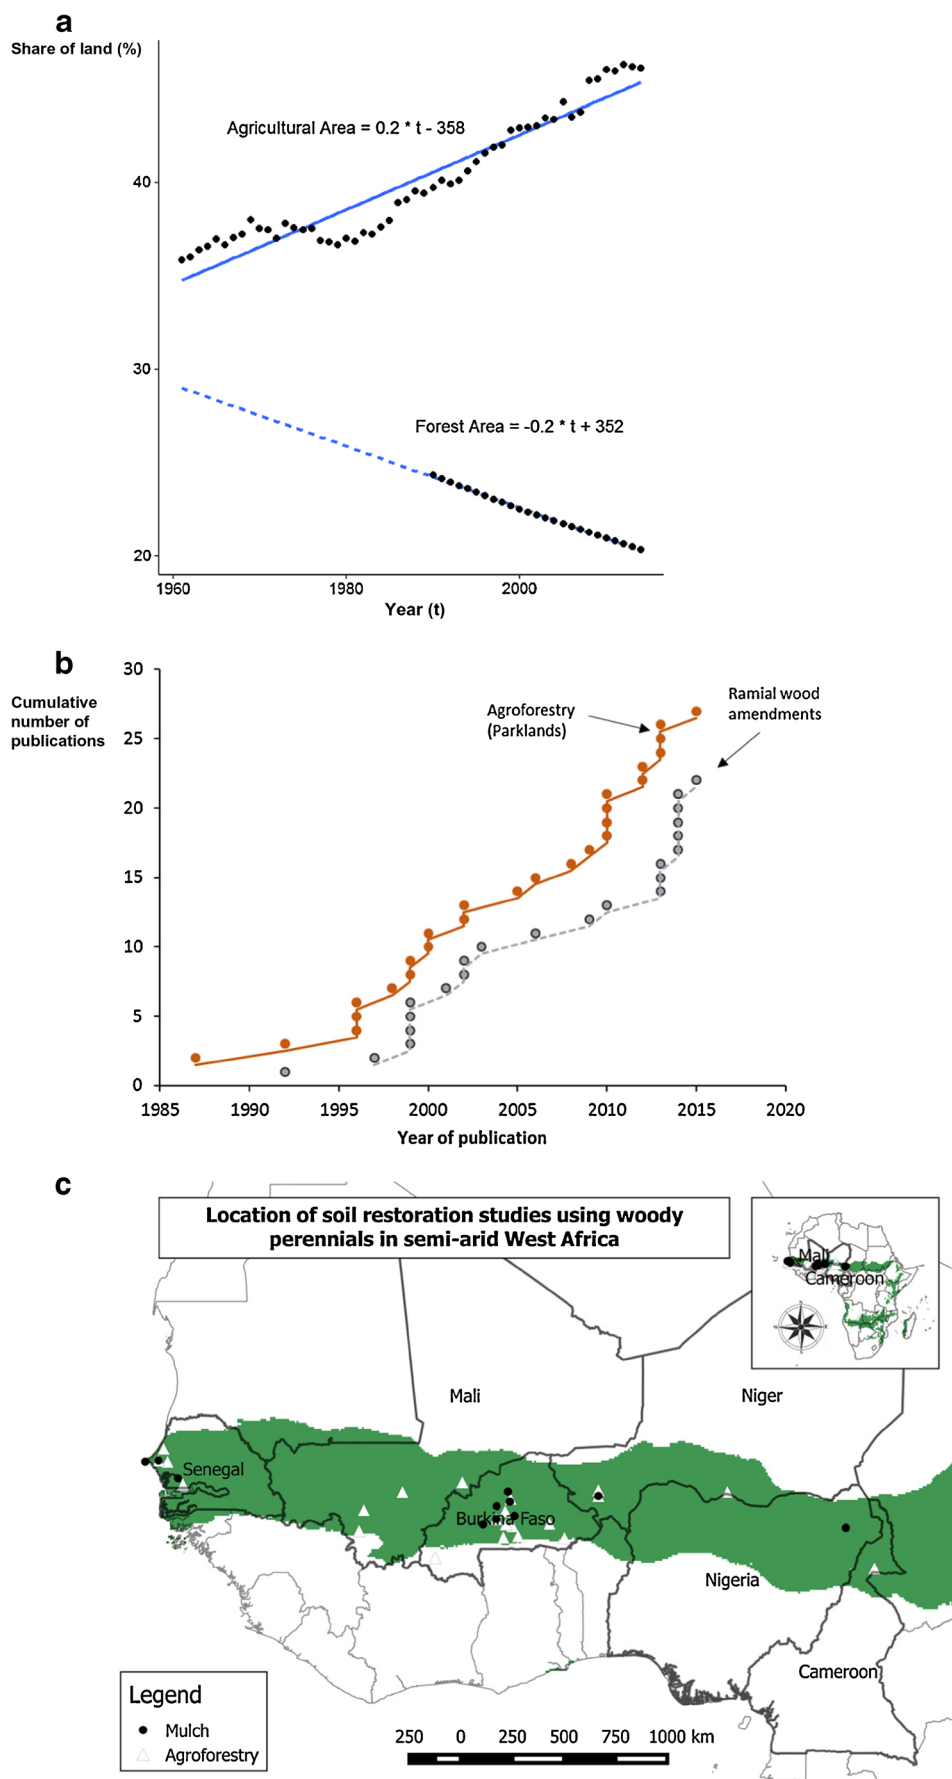 a
Share of land (%)
Agricultural Area = 0.2 * t - 358
40
30
Forest Area = -0.2 * t + 352
20
1960
1980
2000
Year (t)
b
Cumulative
number of
publications
30
25
20
15
10
5
0
Agroforestry
(Parklands)
Ramial wood
amendments
1985
1990
1995
2000
2005
2010
2015
2020
Year of publication
c
Location of soil restoration studies using woody
perennials in semi-arid West Africa
Mali
Cameroon
Mali
Niger
Senegal
Burkina Faso
Nigeria
Cameroon
Legend
Mulch
Agroforestry
250 0 250 500 750 1000 km